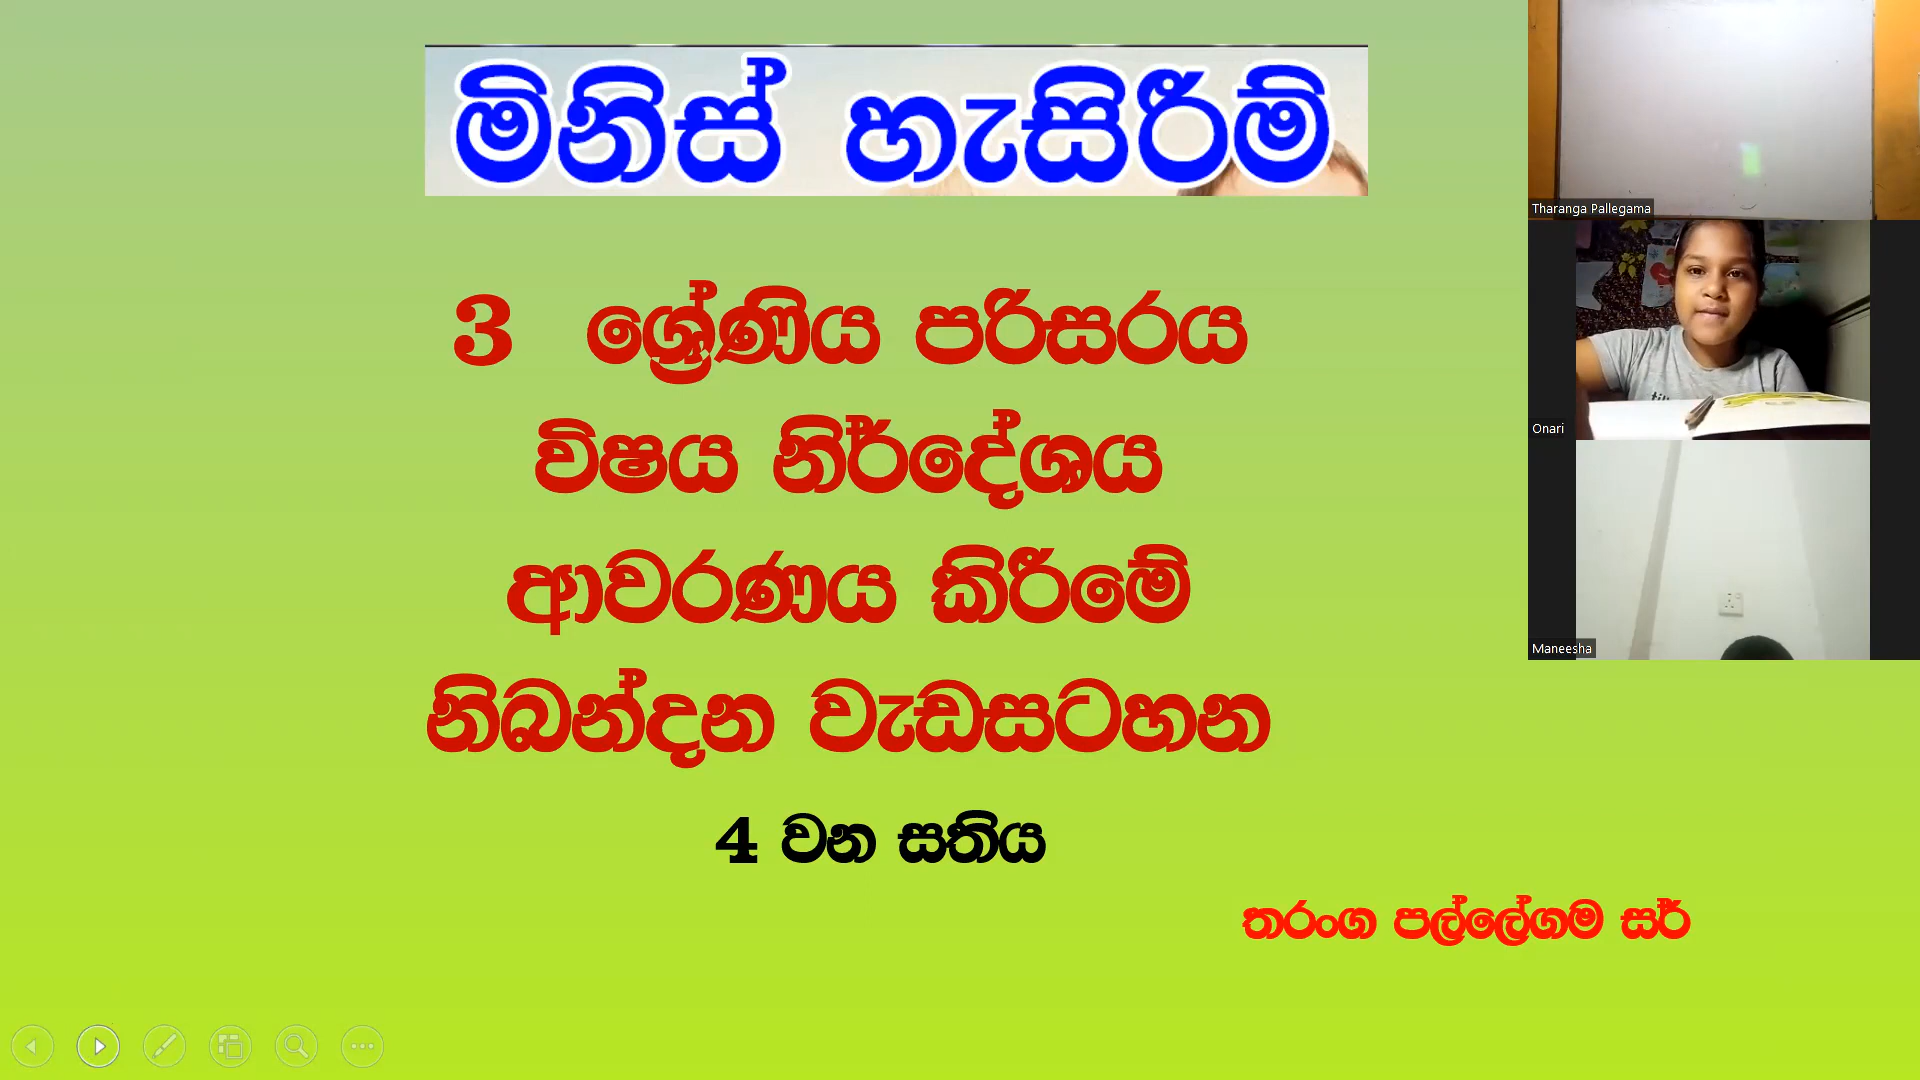 මිනිස් හැසිරීම්
3 ශ්‍රේණිය පරිසරය
විෂය නිර්දේශය
ආවරණය කිරීමේ
නිබන්දන වැඩසටහන
4 වන සතිය
තරංග පල්ලේගම සර්
Tharanga Pallegama
Onari
Maneesha